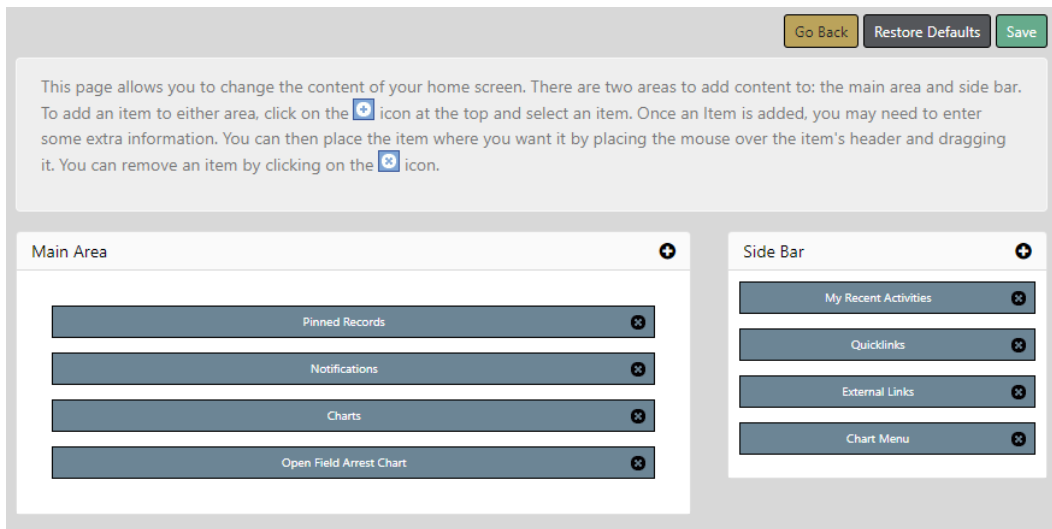 Go Back Restore Defaults Save
This page allows you to change the content of your home screen. There are two areas to add content to: the main area and side bar.
To add an item to either area, click on the icon at the top and select an item. Once an Item is added, you may need to enter
some extra information. You can then place the item where you want it by placing the mouse over the item's header and dragging
it. You can remove an item by clicking on the icon.
Main Area
Pinned Records
Notifications
Charts
Open Field Arrest Chart
Side Bar
My Recent Activities
Quicklinks
External Links
Chart Menu